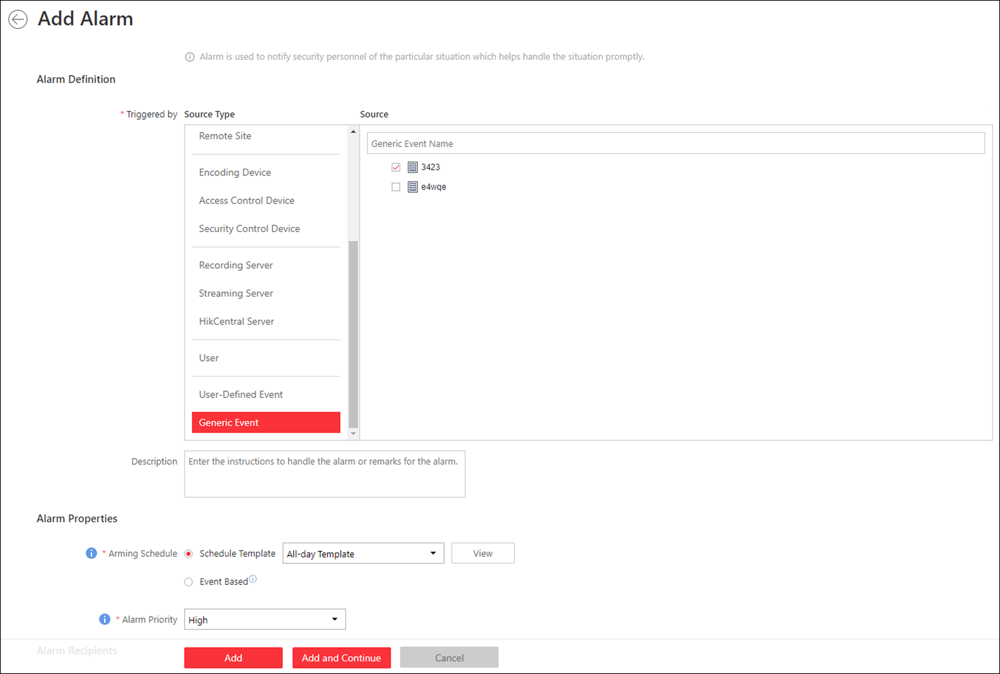 Add Alarm
Alarm is used to notify security personnel of the particular situation which helps handle the situation promptly.
Alarm Definition
* Triggered by Source Type Source
Remote Site
Encoding Device
Access Control Device
Security Control Device
Recording Server
Streaming Server
HikCentral Server
User
User-Defined Event
Generic Event
Generic Event Name
3423
e4wqe
Description Enter the instructions to handle the alarm or remarks for the alarm.
Alarm Properties
* Arming Schedule Schedule Template All-day Template View
Event Based
* Alarm Priority High
Alarm Recipients
Add Add and Continue Cancel